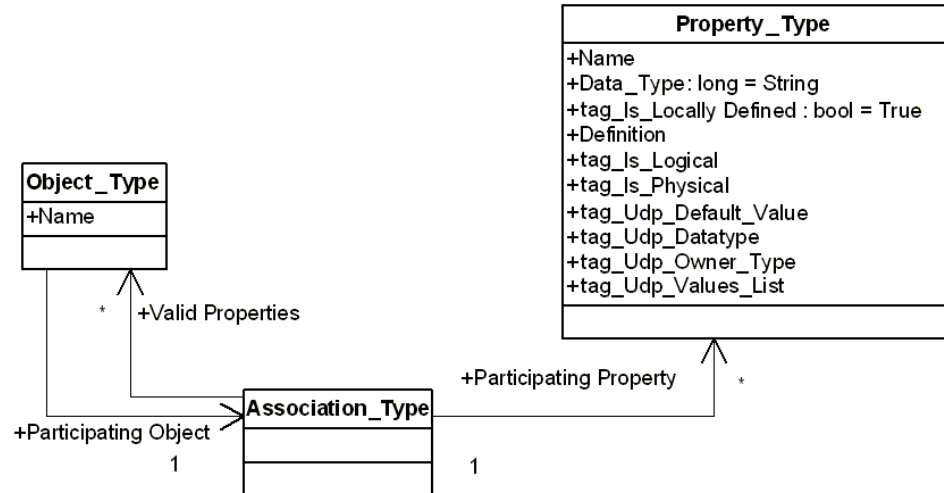 Property_Type
+Name
+Data_Type: long = String
+tag_Is_Locally Defined : bool = True
+Definition
+tag_Is_Logical
+tag_Is_Physical
+tag_Udp_Default_Value
+tag_Udp_Datatype
+tag_Udp_Owner_Type
+tag_Udp_Values_List
Object_Type
+Name
* +Valid Properties
+Participating Property *
Association_Type
+Participating Object
1 1